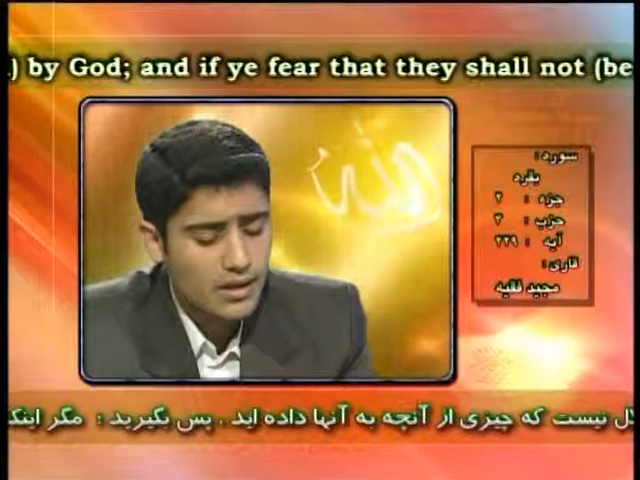 ) by God; and if ye fear that they shall not (be
الله
سوره :
بقره
جزء : ۲
حزب : ۴
آیه : ۲۲۹
قاری :
مجید فقیه
نیست که چیزی از آنچه به آنها داده اید . پس بگیرید : مگر اینک